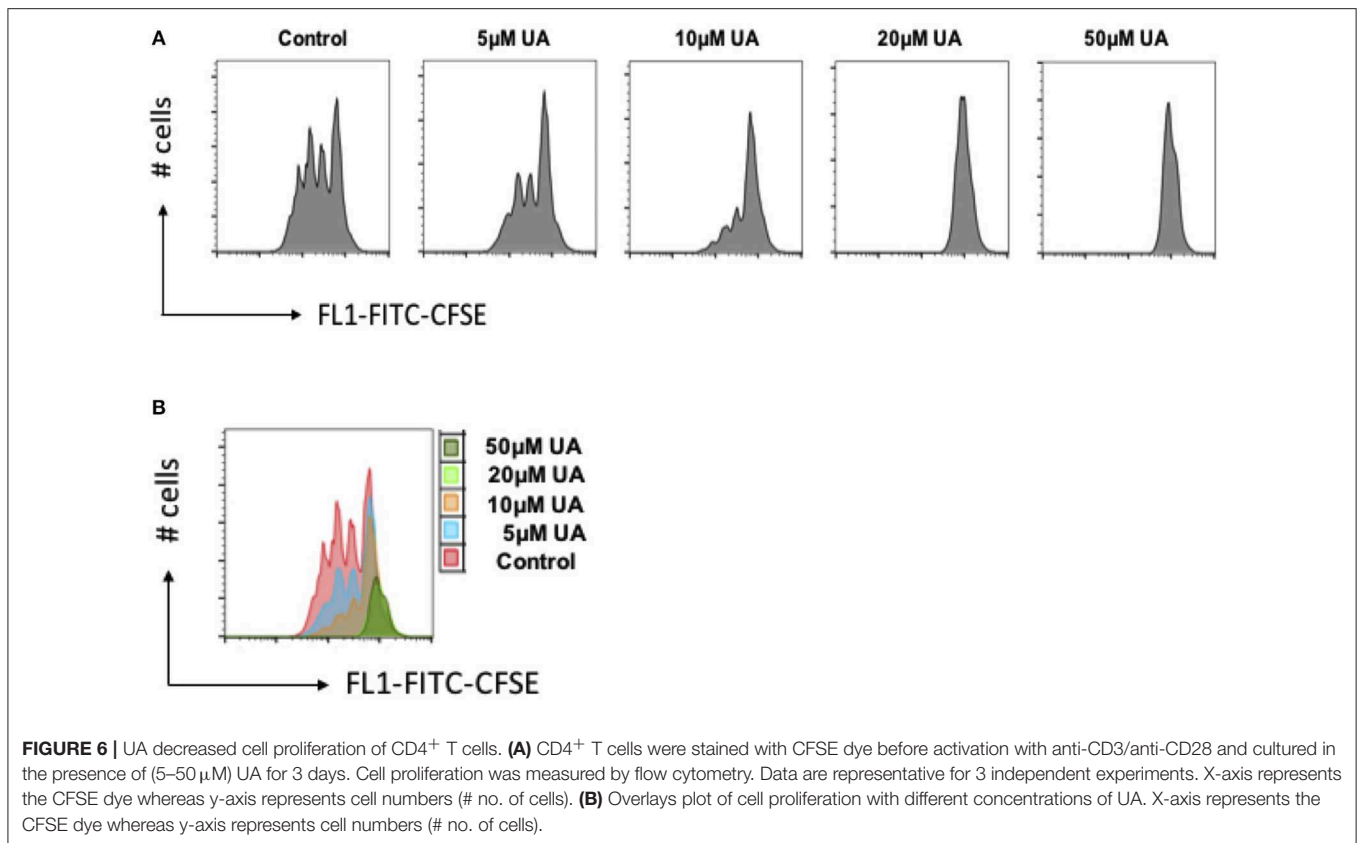 A
Control 5µM UA 10µM UA 20µM UA 50µM UA
# cells
FL1-FITC-CFSE
B
# cells
50µM UA
20µM UA
10µM UA
5µM UA
Control
FL1-FITC-CFSE
FIGURE 6 | UA decreased cell proliferation of CD4⁺ T cells. (A) CD4⁺ T cells were stained with CFSE dye before activation with anti-CD3/anti-CD28 and cultured in
the presence of (5–50 µM) UA for 3 days. Cell proliferation was measured by flow cytometry. Data are representative for 3 independent experiments. X-axis represents
the CFSE dye whereas y-axis represents cell numbers (# no. of cells). (B) Overlays plot of cell proliferation with different concentrations of UA. X-axis represents the
CFSE dye whereas y-axis represents cell numbers (# no. of cells).